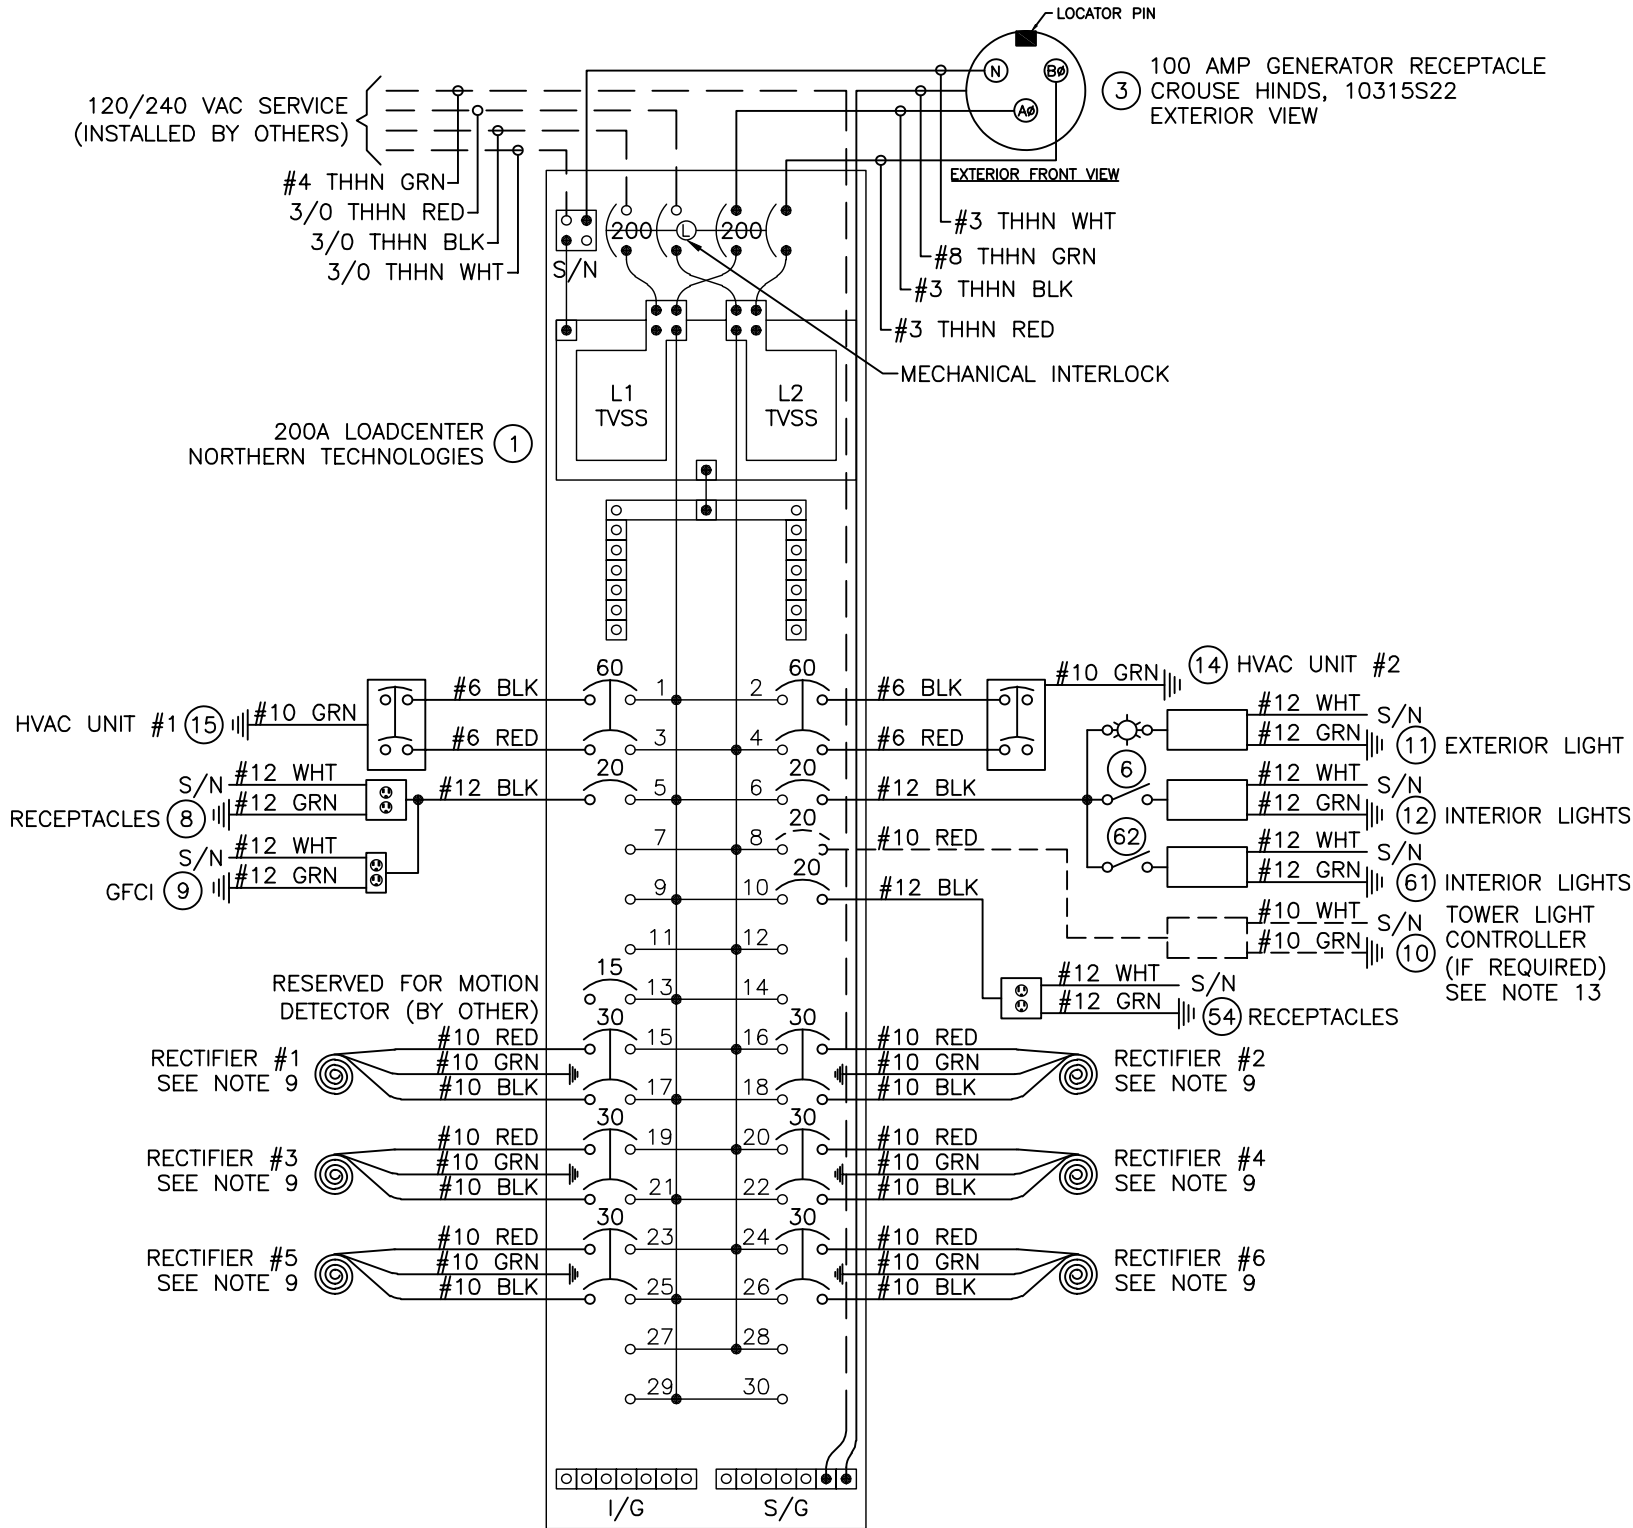 LOCATOR PIN
N
BØ
AØ
3
100 AMP GENERATOR RECEPTACLE
CROUSE HINDS, 10315S22
EXTERIOR VIEW
EXTERIOR FRONT VIEW
120/240 VAC SERVICE
(INSTALLED BY OTHERS)
#4 THHN GRN
3/0 THHN RED
3/0 THHN BLK
3/0 THHN WHT
#3 THHN WHT
#8 THHN GRN
#3 THHN BLK
#3 THHN RED
200
L
200
S/N
MECHANICAL INTERLOCK
L1
TVSS
L2
TVSS
200A LOADCENTER
NORTHERN TECHNOLOGIES
1
60
1
2
60
#6 BLK
#6 BLK
#10 GRN
14
HVAC UNIT #2
HVAC UNIT #1
15
#10 GRN
#6 RED
3
4
#6 RED
#12 WHT
S/N
#12 GRN
11
EXTERIOR LIGHT
S/N
#12 WHT
RECEPTACLES
8
#12 GRN
#12 BLK
20
5
6
20
#12 BLK
6
#12 WHT
S/N
#12 GRN
12
INTERIOR LIGHTS
S/N
#12 WHT
GFCI
9
#12 GRN
7
8
20
#10 RED
62
#12 WHT
S/N
#12 GRN
61
INTERIOR LIGHTS
9
10
20
#12 BLK
#10 WHT
S/N
#10 GRN
10
TOWER LIGHT
CONTROLLER
(IF REQUIRED)
SEE NOTE 13
11
12
RESERVED FOR MOTION
DETECTOR (BY OTHER)
15
13
14
#12 WHT
S/N
#12 GRN
54
RECEPTACLES
RECTIFIER #1
SEE NOTE 9
#10 RED
#10 GRN
#10 BLK
30
15
16
30
17
18
#10 RED
#10 GRN
#10 BLK
RECTIFIER #2
SEE NOTE 9
RECTIFIER #3
SEE NOTE 9
#10 RED
#10 GRN
#10 BLK
30
19
20
30
21
22
#10 RED
#10 GRN
#10 BLK
RECTIFIER #4
SEE NOTE 9
RECTIFIER #5
SEE NOTE 9
#10 RED
#10 GRN
#10 BLK
30
23
24
30
25
26
#10 RED
#10 GRN
#10 BLK
RECTIFIER #6
SEE NOTE 9
27
28
29
30
I/G
S/G